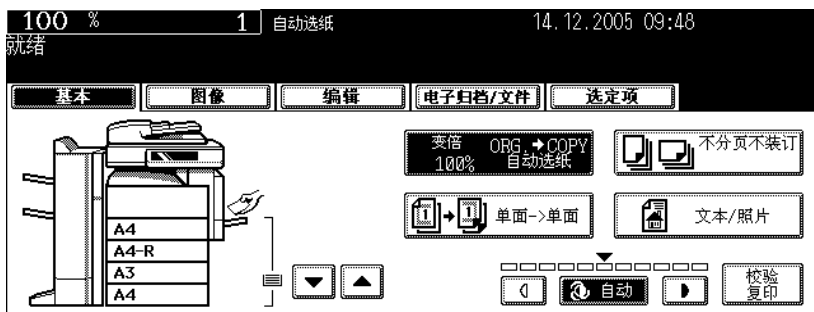 100 % 1 自动选纸 14.12.2005 09:48
就绪
基本 图像 编辑 电子归档/文件 选定项
变倍 ORG.➔COPY
100% 自动选纸
不分页不装订
1 ➔ 1 单面->单面
文本/照片
A4
A4-R
A3
A4
自动
校验
复印